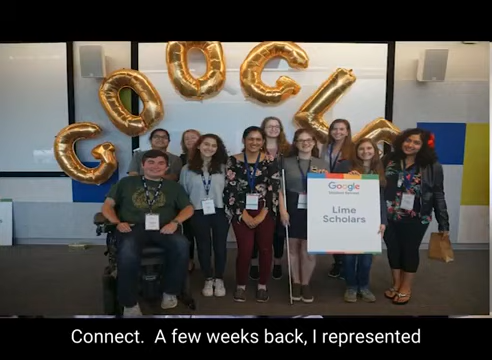 GOOGLE
Google
Lime
Scholars
Connect. A few weeks back, I represented